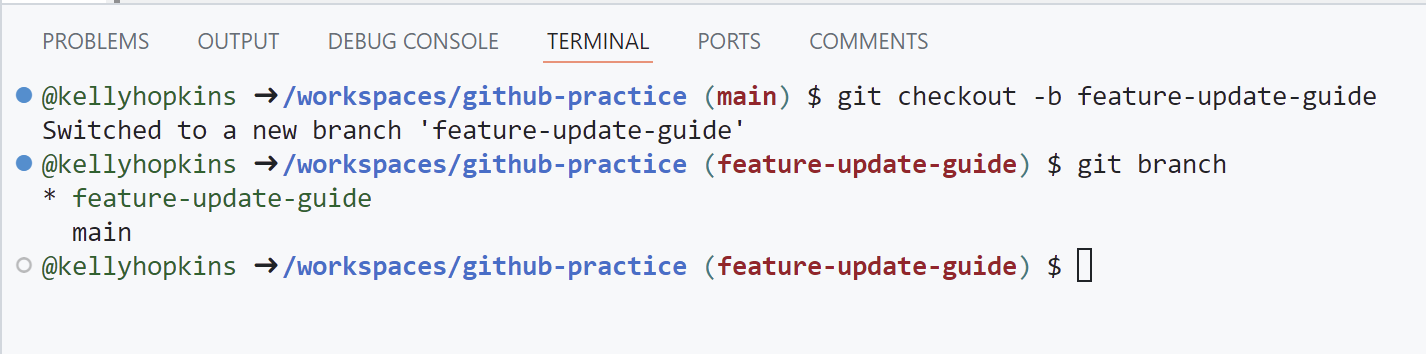 PROBLEMS OUTPUT DEBUG CONSOLE TERMINAL PORTS COMMENTS
@kellyhopkins ➜/workspaces/github-practice (main) $ git checkout -b feature-update-guide
Switched to a new branch 'feature-update-guide'
@kellyhopkins ➜/workspaces/github-practice (feature-update-guide) $ git branch
* feature-update-guide
  main
@kellyhopkins ➜/workspaces/github-practice (feature-update-guide) $